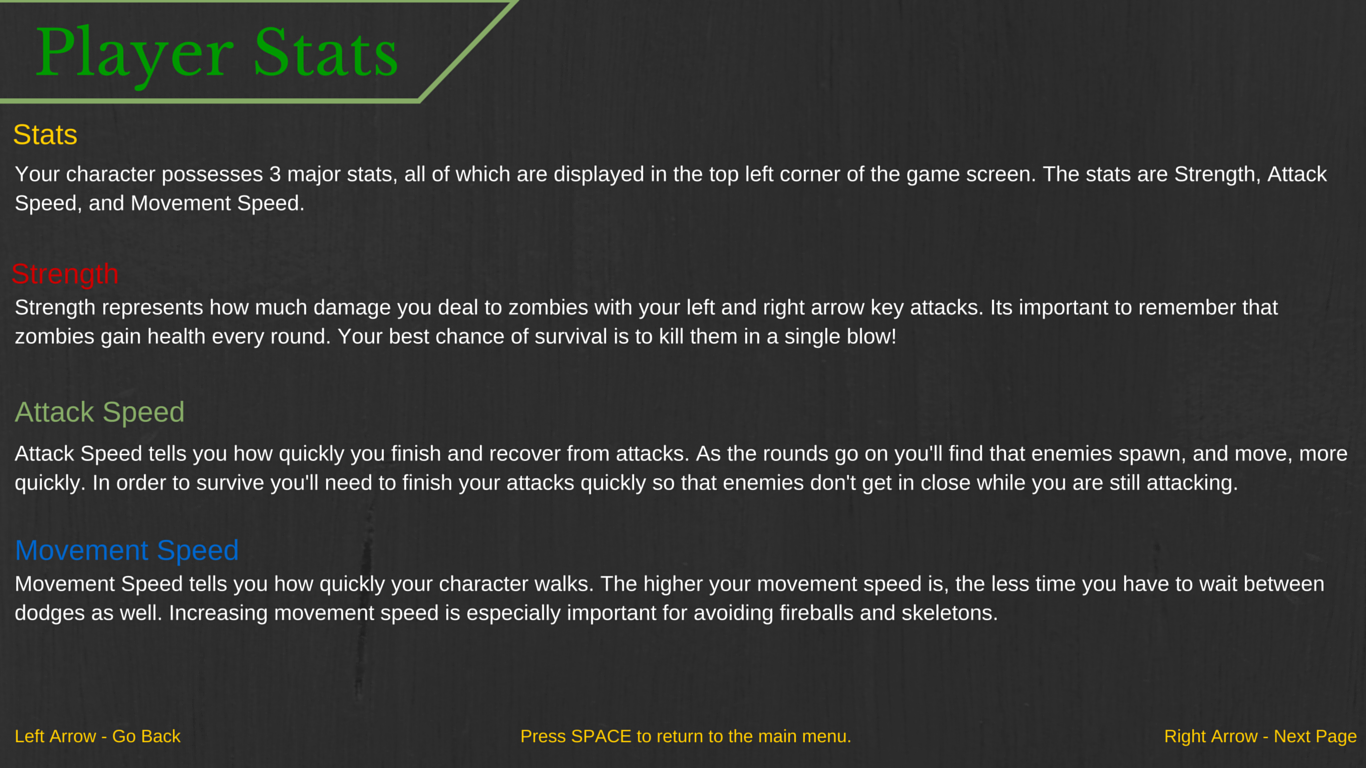 Player Stats
Stats
Your character possesses 3 major stats, all of which are displayed in the top left corner of the game screen. The stats are Strength, Attack
Speed, and Movement Speed.
Strength
Strength represents how much damage you deal to zombies with your left and right arrow key attacks. Its important to remember that
zombies gain health every round. Your best chance of survival is to kill them in a single blow!
Attack Speed
Attack Speed tells you how quickly you finish and recover from attacks. As the rounds go on you'll find that enemies spawn, and move, more
quickly. In order to survive you'll need to finish your attacks quickly so that enemies don't get in close while you are still attacking.
Movement Speed
Movement Speed tells you how quickly your character walks. The higher your movement speed is, the less time you have to wait between
dodges as well. Increasing movement speed is especially important for avoiding fireballs and skeletons.
Left Arrow - Go Back
Press SPACE to return to the main menu.
Right Arrow - Next Page